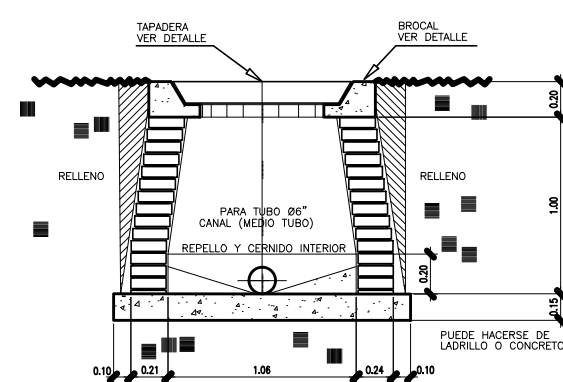 TAPADERA
VER DETALLE
BROCAL
VER DETALLE
0.20
RELLENO
RELLENO
PARA TUBO Ø6"
CANAL (MEDIO TUBO)
1.00
REPELLO Y CERNIDO INTERIOR
0.20
0.15
PUEDE HACERSE DE
LADRILLO O CONCRETO
0.10 0.21 1.06 0.24 0.10